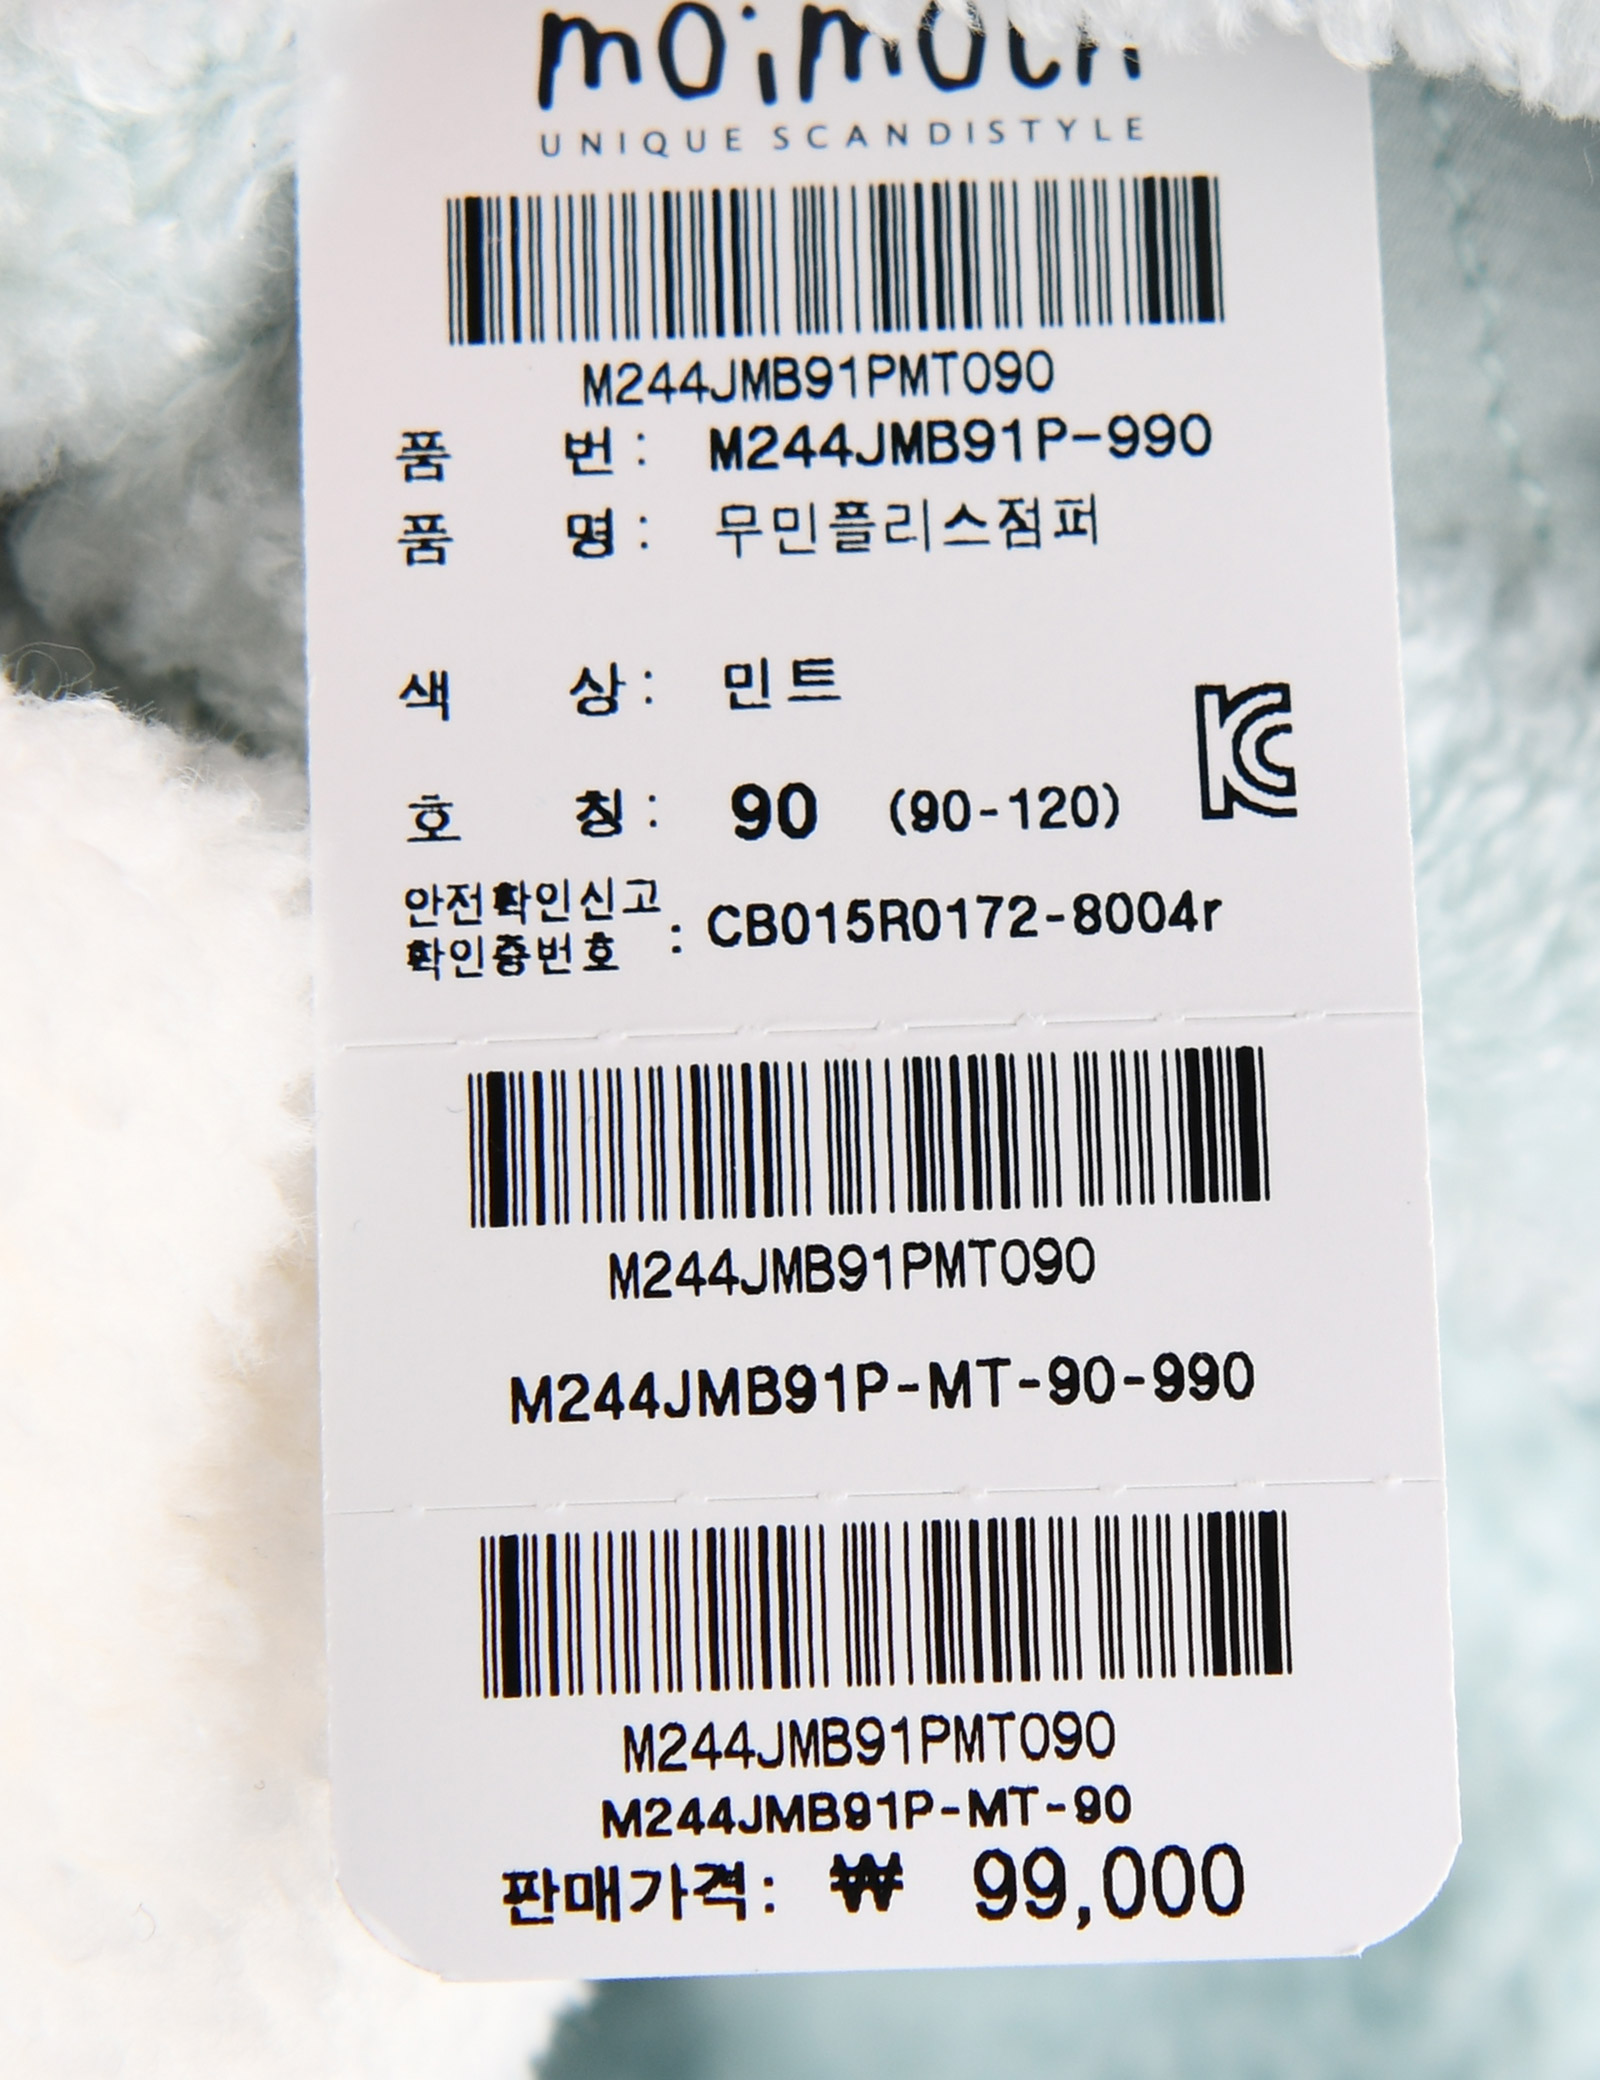 moimoln
UNIQUE SCANDISTYLE
M244JMB91PMT090
품 번 : M244JMB91P-990
품 명 : 무민플리스점퍼
색 상 : 민트
호 칭 : 90 (90-120)
안전확인신고
확인증번호 : CB015R0172-8004r
M244JMB91PMT090
M244JMB91P-MT-90-990
M244JMB91PMT090
M244JMB91P-MT-90
판매가격: ₩ 99,000